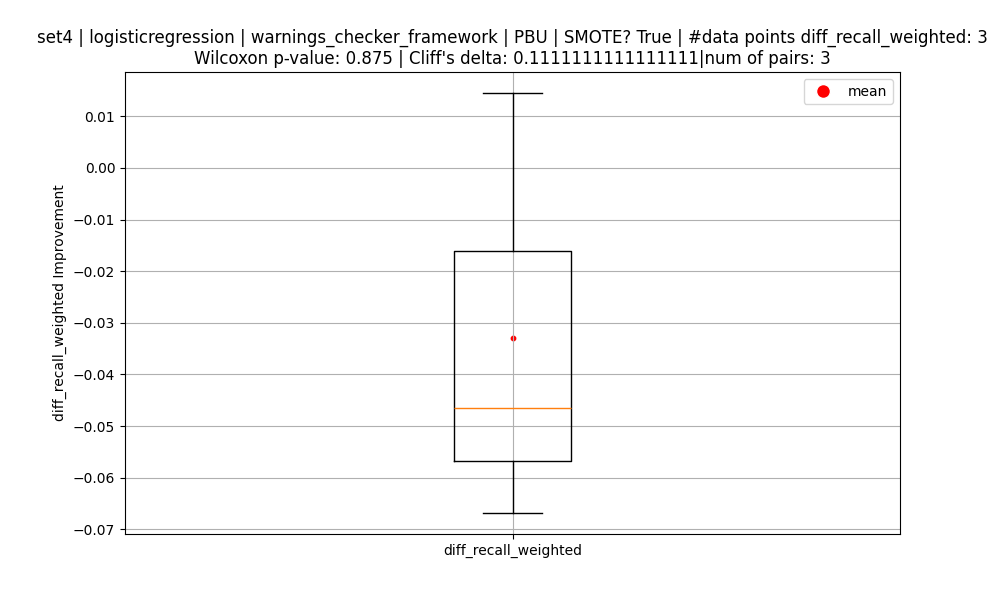 set4 | logisticregression | warnings_checker_framework | PBU | SMOTE? True | #data points diff_recall_weighted: 3
Wilcoxon p-value: 0.875 | Cliff's delta: 0.1111111111111111|num of pairs: 3
mean
0.01
0.00
−0.01
−0.02
−0.03
−0.04
−0.05
−0.06
−0.07
diff_recall_weighted Improvement
diff_recall_weighted